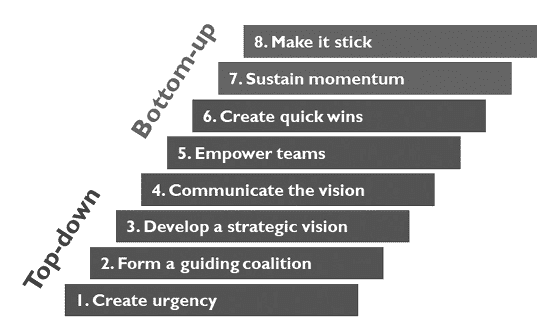 Bottom-up
8. Make it stick
7. Sustain momentum
6. Create quick wins
5. Empower teams
4. Communicate the vision
Top-down
3. Develop a strategic vision
2. Form a guiding coalition
1. Create urgency